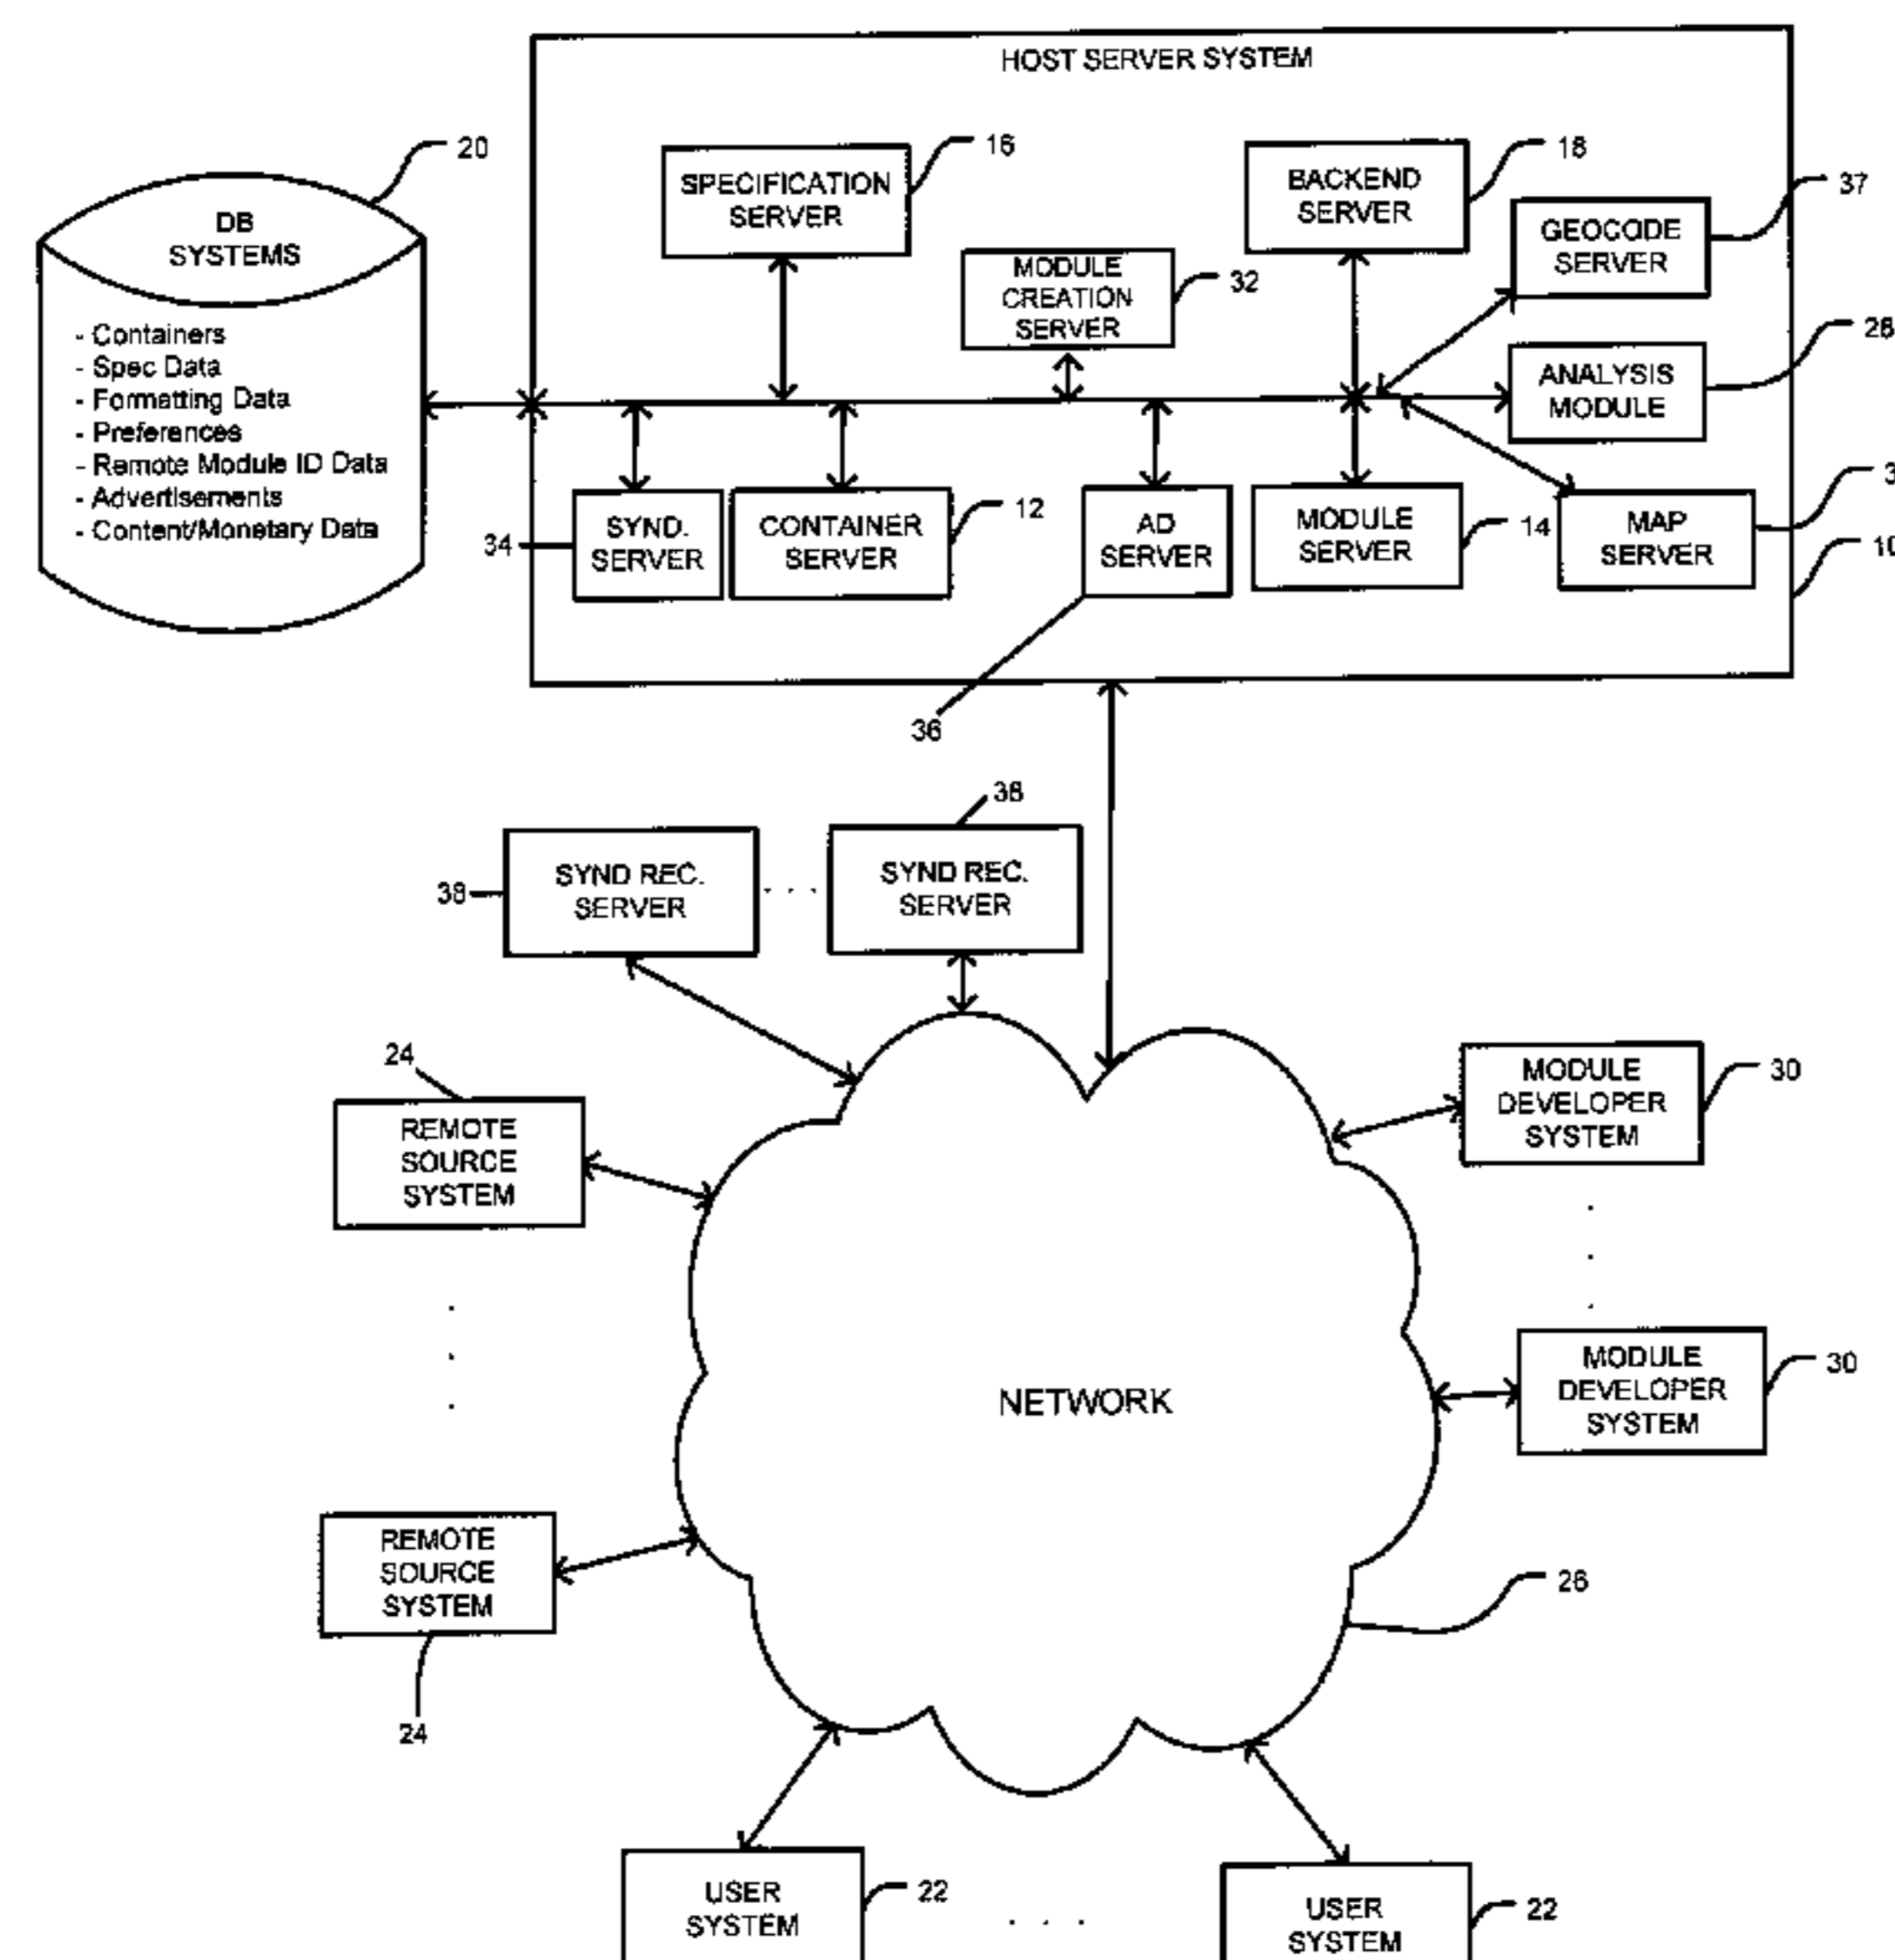 HOST SERVER SYSTEM
20
DB
SYSTEMS
- Containers
- Spec Data
- Formatting Data
- Preferences
- Remote Module ID Data
- Advertisements
- Content/Monetary Data
SPECIFICATION
SERVER
16
MODULE
CREATION
SERVER
32
BACKEND
SERVER
18
GEOCODE
SERVER
37
ANALYSIS
MODULE
28
34
SYND.
SERVER
CONTAINER
SERVER
12
AD
SERVER
36
MODULE
SERVER
14
MAP
SERVER
3
10
38
SYND REC.
SERVER
. . .
SYND REC.
SERVER
38
24
REMOTE
SOURCE
SYSTEM
MODULE
DEVELOPER
SYSTEM
30
NETWORK
MODULE
DEVELOPER
SYSTEM
30
REMOTE
SOURCE
SYSTEM
24
26
USER
SYSTEM
22
. . .
USER
SYSTEM
22